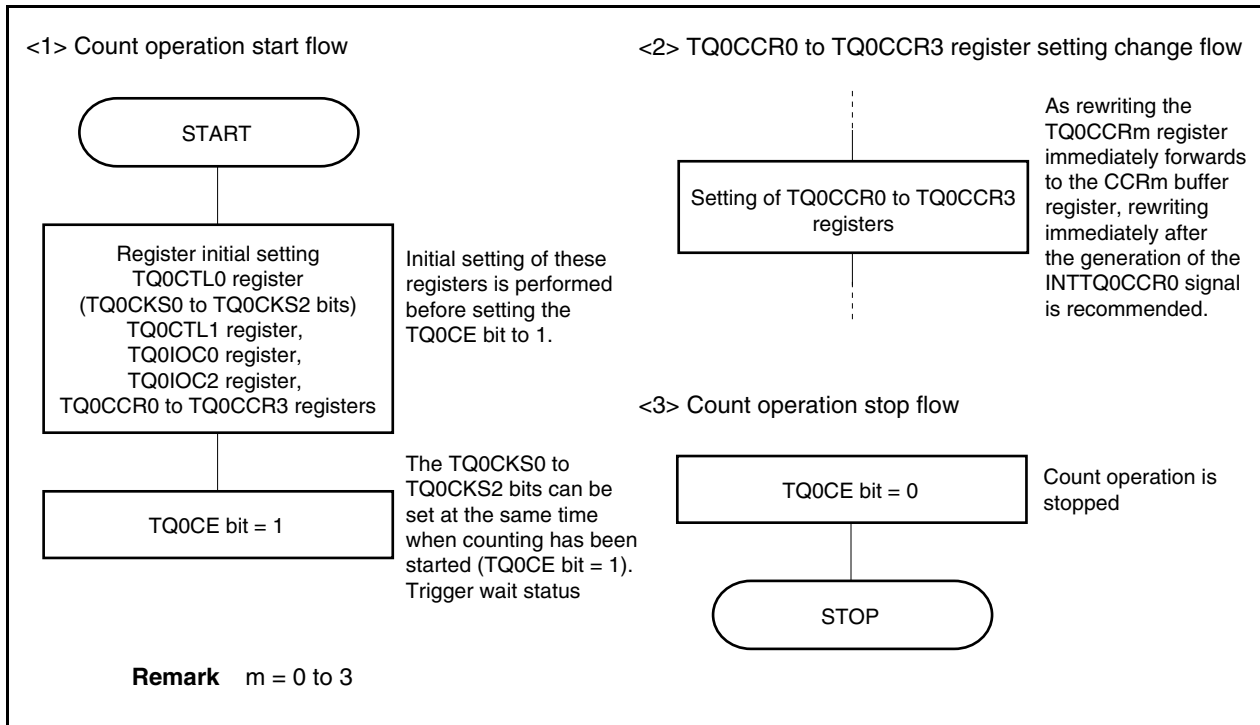 <1> Count operation start flow
START
Register initial setting
TQ0CTL0 register
(TQ0CKS0 to TQ0CKS2 bits)
TQ0CTL1 register,
TQ0IOC0 register,
TQ0IOC2 register,
TQ0CCR0 to TQ0CCR3 registers
Initial setting of these
registers is performed
before setting the
TQ0CE bit to 1.
TQ0CE bit = 1
The TQ0CKS0 to
TQ0CKS2 bits can be
set at the same time
when counting has been
started (TQ0CE bit = 1).
Trigger wait status
<2> TQ0CCR0 to TQ0CCR3 register setting change flow
Setting of TQ0CCR0 to TQ0CCR3
registers
As rewriting the
TQ0CCRm register
immediately forwards
to the CCRm buffer
register, rewriting
immediately after
the generation of the
INTTQ0CCR0 signal
is recommended.
<3> Count operation stop flow
TQ0CE bit = 0
Count operation is
stopped
STOP
Remark m = 0 to 3